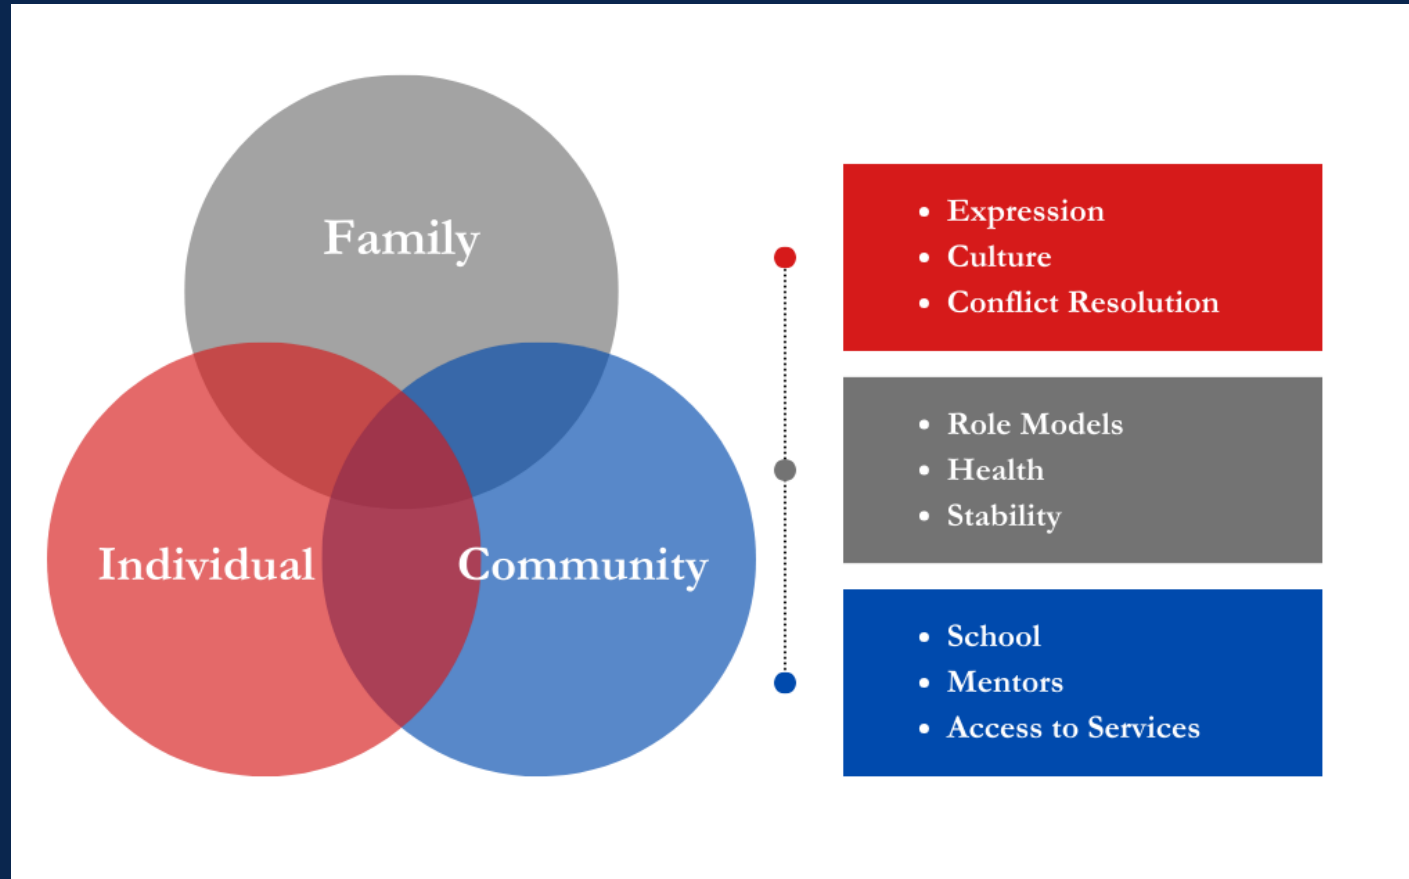 Family
Individual
Community
• Expression
• Culture
• Conflict Resolution
• Role Models
• Health
• Stability
• School
• Mentors
• Access to Services